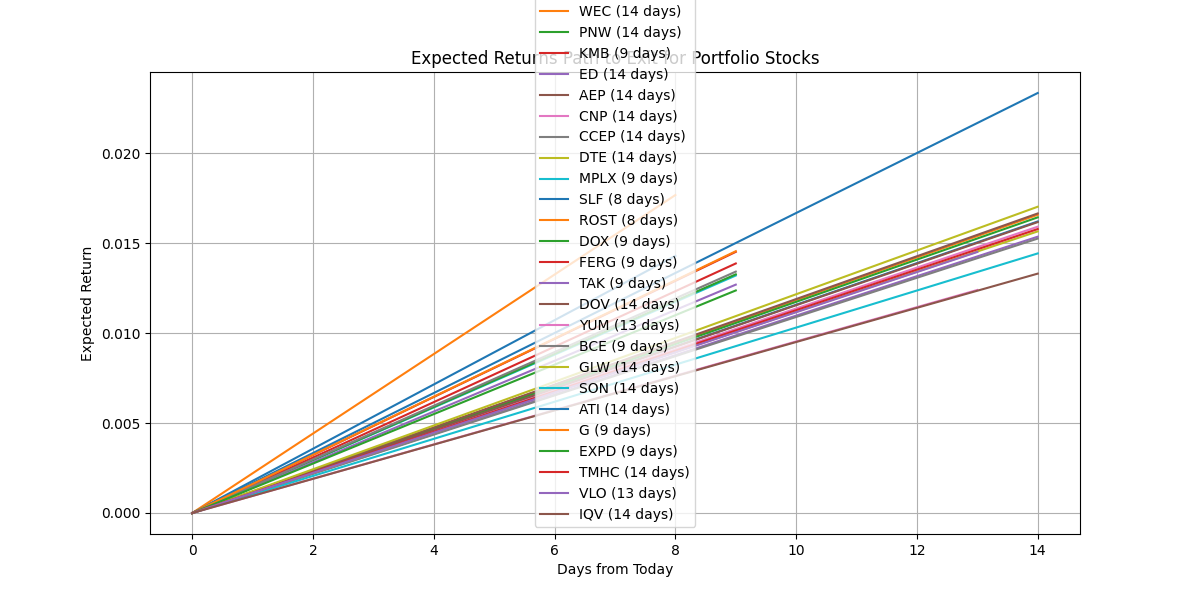 WEC (14 days)
PNW (14 days)
KMB (9 days)
Expected Returns Path to Exit for Portfolio Stocks
ED (14 days)
AEP (14 days)
CNP (14 days)
CCEP (14 days)
DTE (14 days)
MPLX (9 days)
SLF (8 days)
ROST (8 days)
DOX (9 days)
FERG (9 days)
TAK (9 days)
DOV (14 days)
YUM (13 days)
BCE (9 days)
GLW (14 days)
SON (14 days)
ATI (14 days)
G (9 days)
EXPD (9 days)
TMHC (14 days)
VLO (13 days)
IQV (14 days)
Expected Return
0.020
0.015
0.010
0.005
0.000
0 2 4 6 8 10 12 14
Days from Today